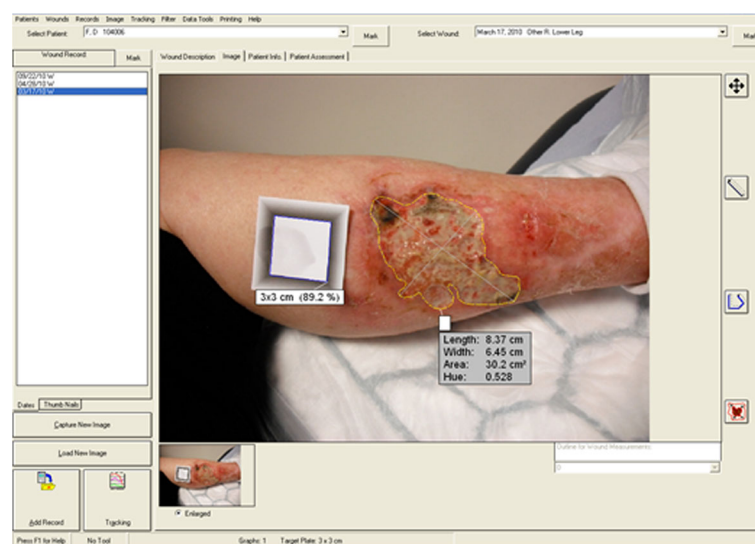 Patients Wounds Records Image Tracking Filter Data Tools Printing Help
Select Patient: F, D 104006 Mark Select Wound: March 17, 2010 Other R. Lower Leg Mark
Wound Record: Mark Wound Description Image Patient Info. Patient Assessment
09/22/10 W
04/28/10 W
03/17/10 W
3x3 cm (89.2 %)
Length: 8.37 cm
Width: 6.45 cm
Area: 30.2 cm²
Hue: 0.528
Dates Thumb Nails
Capture New Image
Load New Image
Outline for Wound Measurements:
0
Add Record Tracking
Enlarged
Press F1 for Help No Tool Graphs: 1 Target Plate: 3 x 3 cm